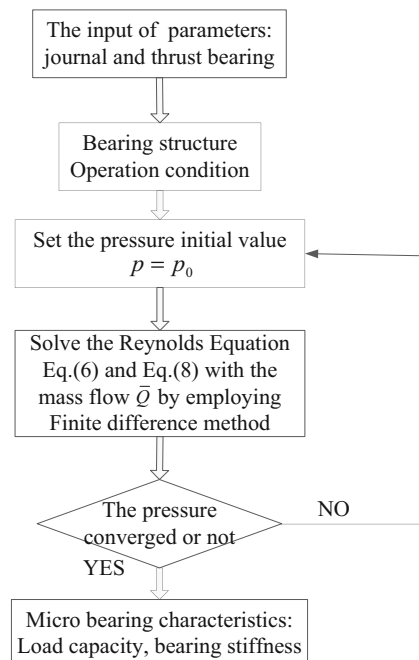 The input of parameters:
journal and thrust bearing
Bearing structure
Operation condition
Set the pressure initial value
p = p₀
Solve the Reynolds Equation
Eq.(6) and Eq.(8) with the
mass flow Q̄ by employing
Finite difference method
The pressure
converged or not
NO
YES
Micro bearing characteristics:
Load capacity, bearing stiffness